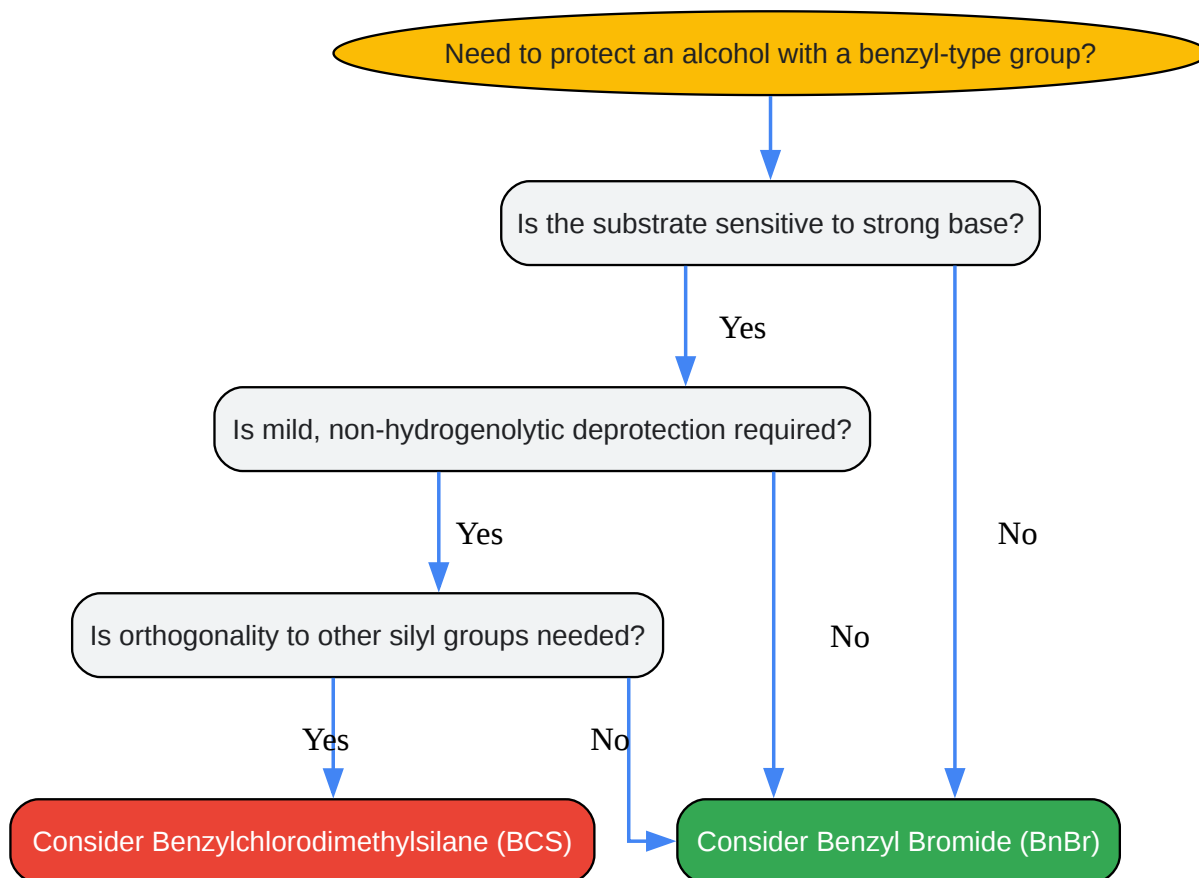 Need to protect an alcohol with a benzyl-type group?
Is the substrate sensitive to strong base?
Yes
Is mild, non-hydrogenolytic deprotection required?
Yes
No
Is orthogonality to other silyl groups needed?
No
Yes
No
Consider Benzylchlorodimethylsilane (BCS)
Consider Benzyl Bromide (BnBr)